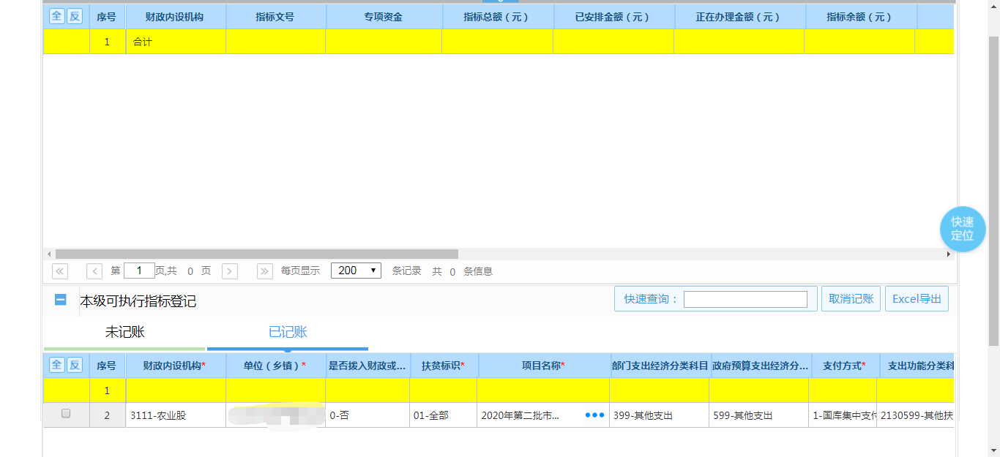 全 反 序号 财政内设机构 指标文号 专项资金 指标总额（元） 已安排金额（元） 正在办理金额（元） 指标余额（元）
1 合计
快速
定位
第 1 页,共 0 页 每页显示 200 条记录 共 0 条信息
本级可执行指标登记 快速查询： 取消记账 Excel导出
未记账 已记账
全 反 序号 财政内设机构* 单位（乡镇）* 是否拨入财政或... 扶贫标识* 项目名称* 部门支出经济分类科目 政府预算支出经济分... 支付方式* 支出功能分类科
1
2 3111-农业股 0-否 01-全部 2020年第二批市... 399-其他支出 599-其他支出 1-国库集中支付 2130599-其他扶